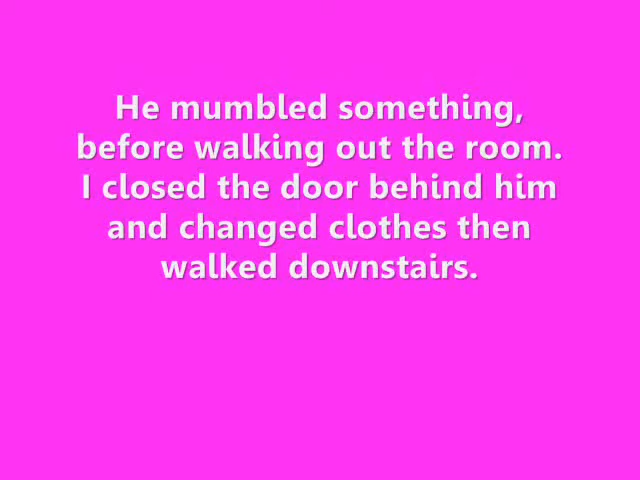 He mumbled something,
before walking out the room.
I closed the door behind him
and changed clothes then
walked downstairs.